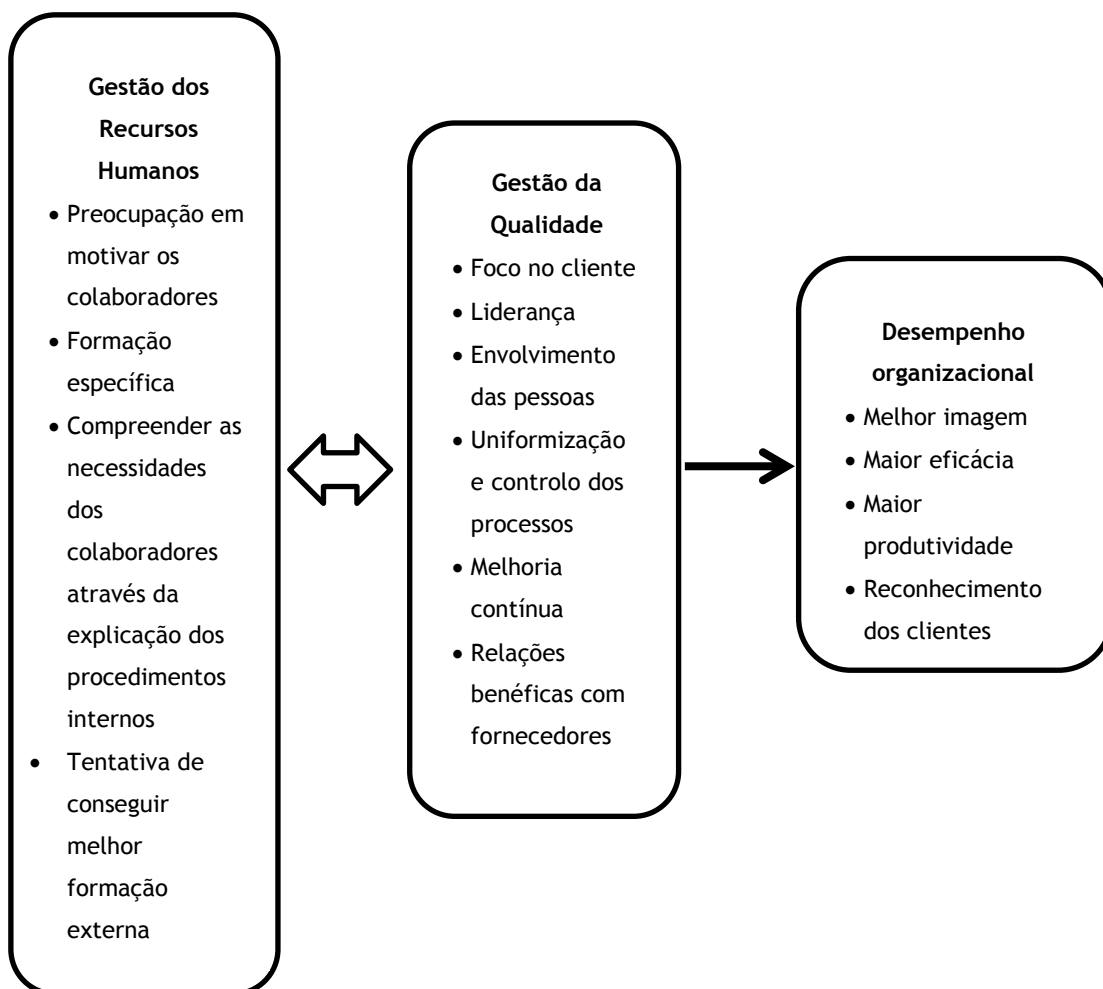 Gestão dos
Recursos
Humanos
• Preocupação em
motivar os
colaboradores
• Formação
específica
• Compreender as
necessidades
dos
colaboradores
através da
explicação dos
procedimentos
internos
• Tentativa de
conseguir
melhor
formação
externa
Gestão da
Qualidade
• Foco no cliente
• Liderança
• Envolvimento
das pessoas
• Uniformização
e controlo dos
processos
• Melhoria
contínua
• Relações
benéficas com
fornecedores
Desempenho
organizacional
• Melhor imagem
• Maior eficácia
• Maior
produtividade
• Reconhecimento
dos clientes